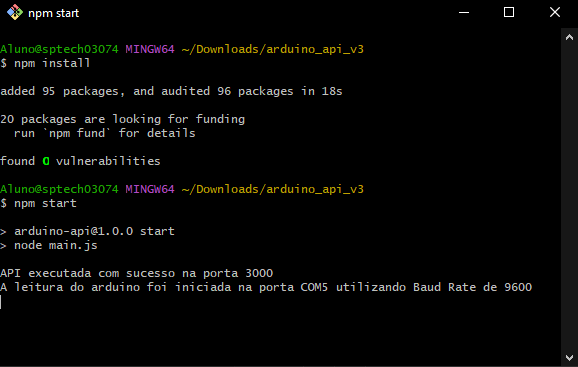 npm start
Aluno@sptech03074 MINGW64 ~/Downloads/arduino_api_v3
$ npm install
added 95 packages, and audited 96 packages in 18s
20 packages are looking for funding
run `npm fund` for details
found 0 vulnerabilities
Aluno@sptech03074 MINGW64 ~/Downloads/arduino_api_v3
$ npm start
> arduino-api@1.0.0 start
> node main.js
API executada com sucesso na porta 3000
A leitura do arduino foi iniciada na porta COM5 utilizando Baud Rate de 9600